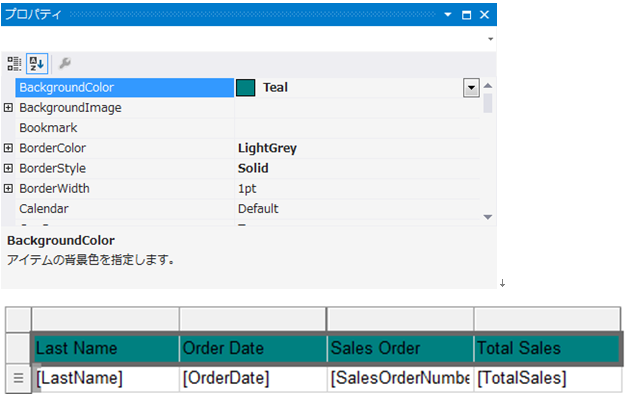 プロパティ
BackgroundColor Teal
BackgroundImage
Bookmark
BorderColor LightGrey
BorderStyle Solid
BorderWidth 1pt
Calendar Default
BackgroundColor
アイテムの背景色を指定します。
Last Name Order Date Sales Order Total Sales
[LastName] [OrderDate] [SalesOrderNumbe [TotalSales]